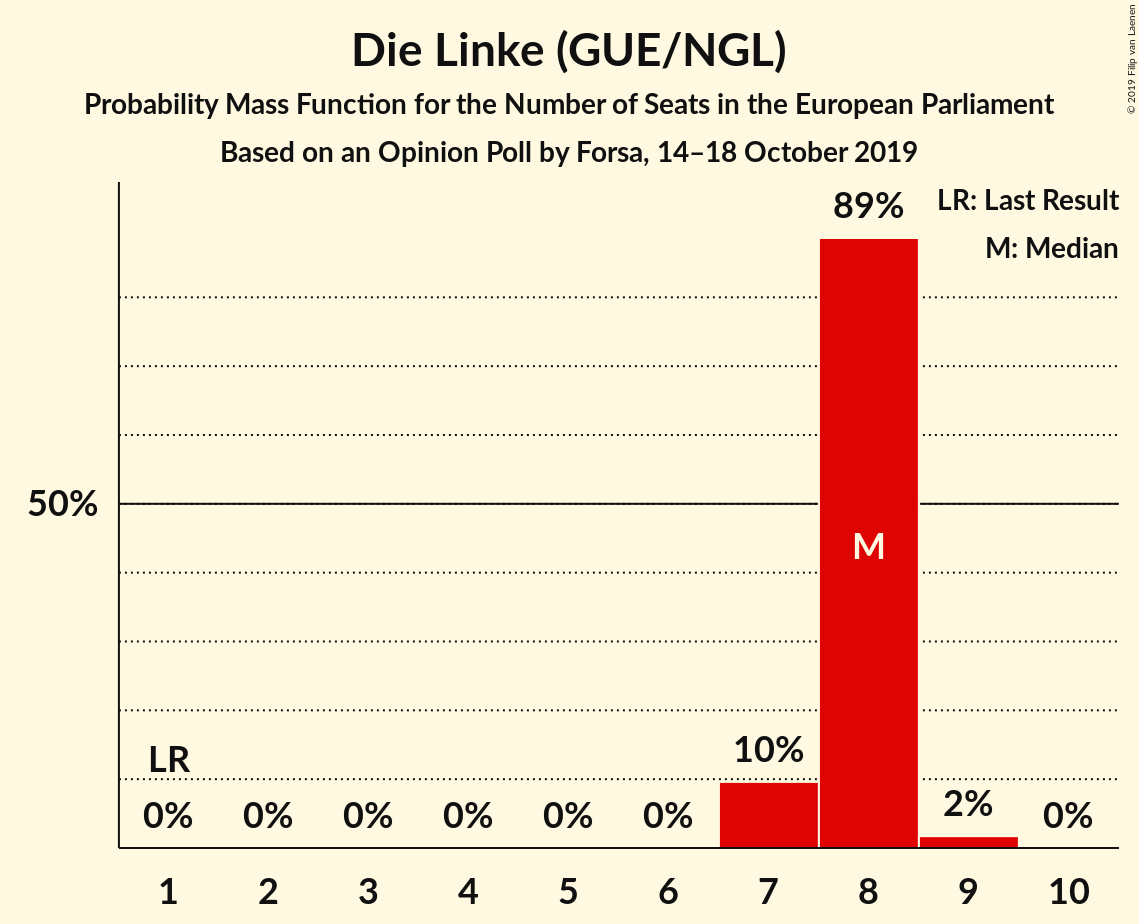 Die Linke (GUE/NGL)
Probability Mass Function for the Number of Seats in the European Parliament
Based on an Opinion Poll by Forsa, 14–18 October 2019
© 2019 Filip van Laenen
LR: Last Result
M: Median
89%
50%
M
LR
10%
2%
0% 0% 0% 0% 0% 0% 0%
1 2 3 4 5 6 7 8 9 10